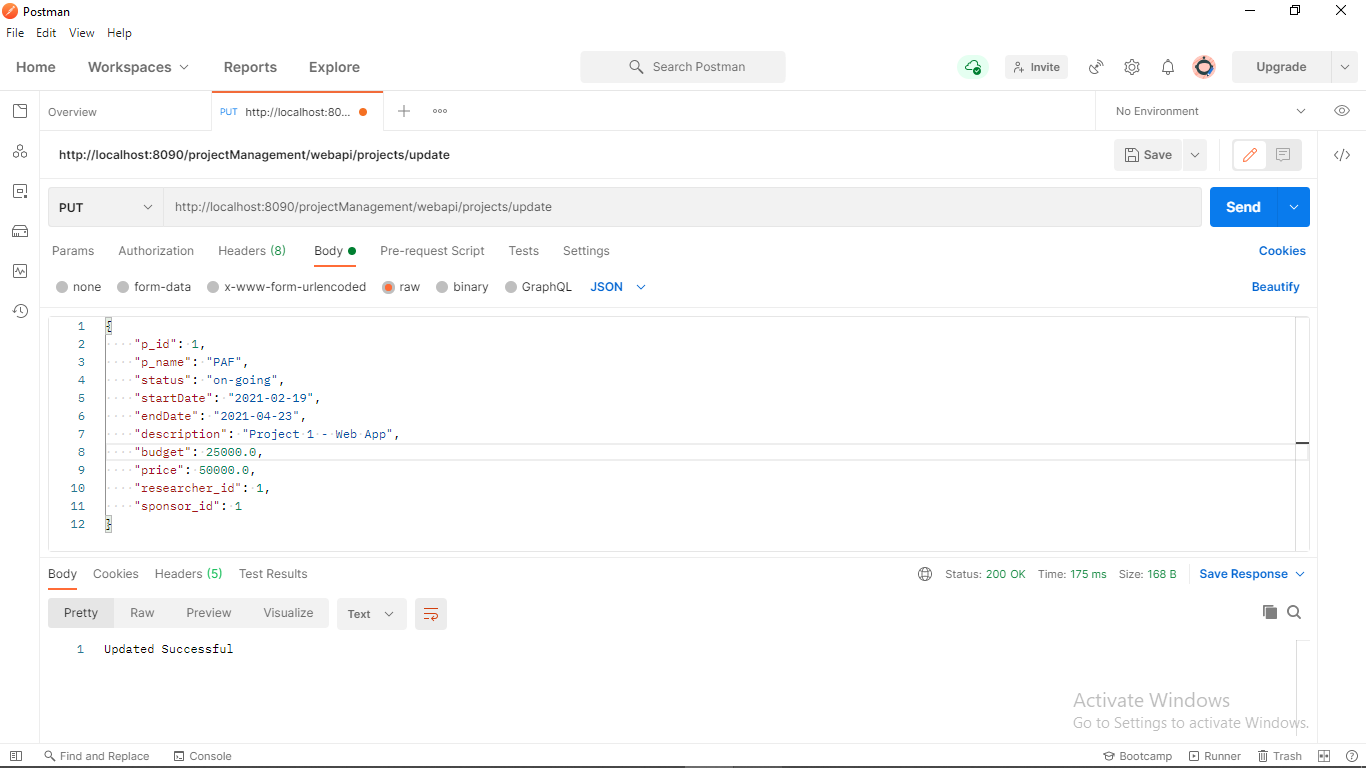 Postman
File Edit View Help
Home Workspaces Reports Explore Search Postman Invite Upgrade
Overview PUT http://localhost:80... No Environment
http://localhost:8090/projectManagement/webapi/projects/update Save
PUT http://localhost:8090/projectManagement/webapi/projects/update Send
Params Authorization Headers (8) Body Pre-request Script Tests Settings Cookies
none form-data x-www-form-urlencoded raw binary GraphQL JSON Beautify
1 {
2 "p_id": 1,
3 "p_name": "PAF",
4 "status": "on-going",
5 "startDate": "2021-02-19",
6 "endDate": "2021-04-23",
7 "description": "Project 1 - Web App",
8 "budget": 25000.0,
9 "price": 50000.0,
10 "researcher_id": 1,
11 "sponsor_id": 1
12 }
Body Cookies Headers (5) Test Results Status: 200 OK Time: 175 ms Size: 168 B Save Response
Pretty Raw Preview Visualize Text
1 Updated Successful
Activate Windows
Go to Settings to activate Windows.
Find and Replace Console Bootcamp Runner Trash